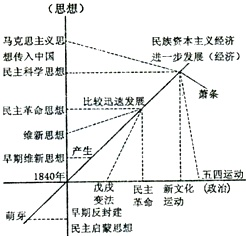 (思想)
马克思主义思
想传入中国
民主科学思想
民主革命思想
维新思想
早期维新思想
1840年
萌芽
产生
比较迅速发展
民族资本主义经济
进一步发展(经济)
萧条
五四运动
(政治)
戊戌
变法
民主
革命
新文化
运动
早期反封建
民主启蒙思想